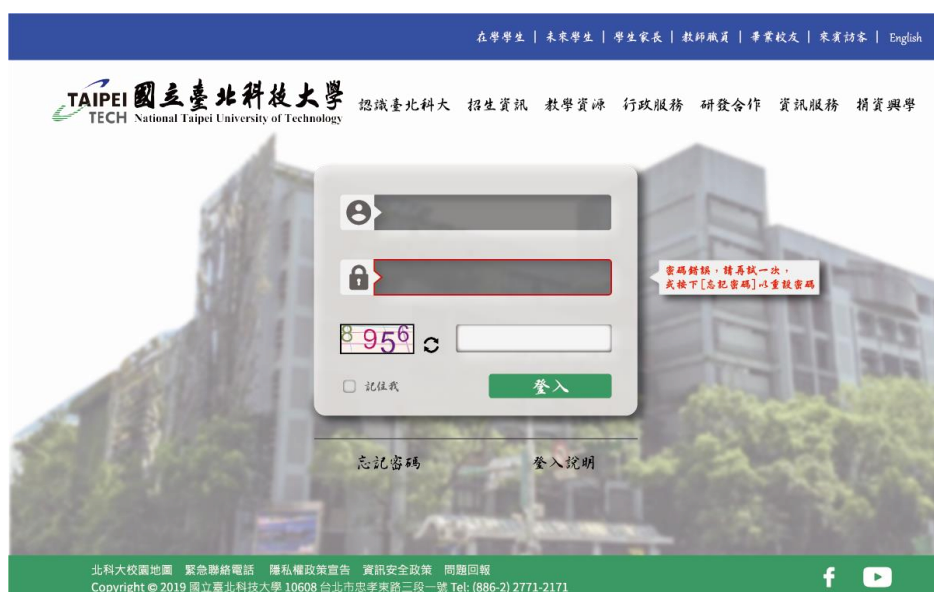 在學學生 | 未來學生 | 學生家長 | 教師職員 | 畢業校友 | 來賓訪客 | English
TAIPEI TECH 國立臺北科技大學
National Taipei University of Technology
認識臺北科大 招生資訊 教學資源 行政服務 研發合作 資訊服務 捐資興學
密碼錯誤,請再試一次,
或按下[忘記密碼]以重設密碼
8956
記住我 登入
忘記密碼 登入說明
北科大校園地圖 緊急聯絡電話 隱私權政策宣告 資訊安全政策 問題回報
Copyright © 2019 國立臺北科技大學 10608 台北市忠孝東路三段一號 Tel: (886-2) 2771-2171